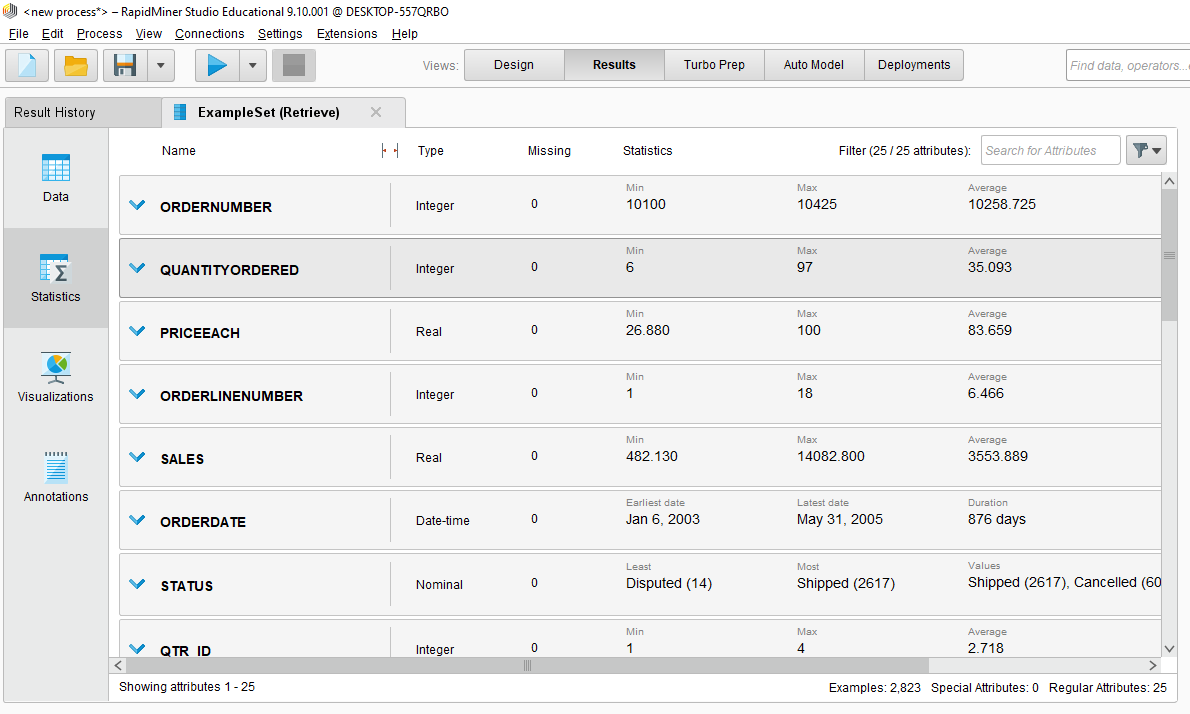 <new process*> – RapidMiner Studio Educational 9.10.001 @ DESKTOP-557QRBO
File Edit Process View Connections Settings Extensions Help
Views: Design Results Turbo Prep Auto Model Deployments Find data, operators...
Result History ExampleSet (Retrieve)
Name Type Missing Statistics Filter (25 / 25 attributes): Search for Attributes
Data
Statistics
Visualizations
Annotations
Min Max Average
ORDERNUMBER Integer 0 10100 10425 10258.725
Min Max Average
QUANTITYORDERED Integer 0 6 97 35.093
Min Max Average
PRICEEACH Real 0 26.880 100 83.659
Min Max Average
ORDERLINENUMBER Integer 0 1 18 6.466
Min Max Average
SALES Real 0 482.130 14082.800 3553.889
Earliest date Latest date Duration
ORDERDATE Date-time 0 Jan 6, 2003 May 31, 2005 876 days
Least Most Values
STATUS Nominal 0 Disputed (14) Shipped (2617) Shipped (2617), Cancelled (60
Min Max Average
QTR_ID Integer 0 1 4 2.718
Showing attributes 1 - 25 Examples: 2,823 Special Attributes: 0 Regular Attributes: 25